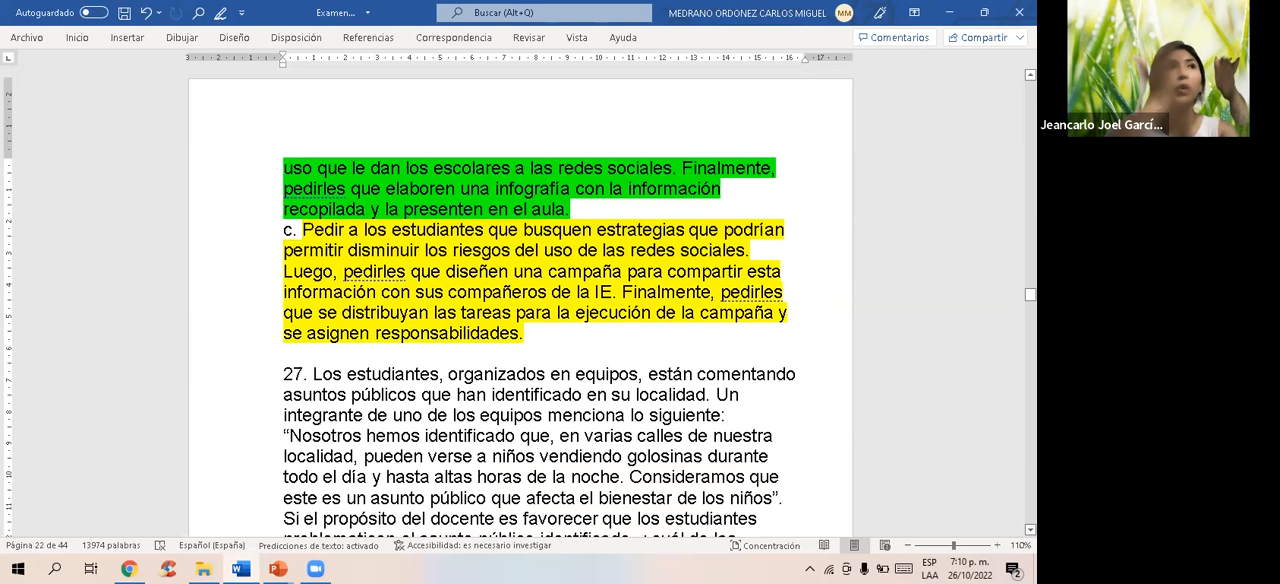 Autoguardado
Examen...
Buscar (Alt+Q)
MEDRANO ORDONEZ CARLOS MIGUEL
MM
Archivo Inicio Insertar Dibujar Diseño Disposición Referencias Correspondencia Revisar Vista Ayuda
Comentarios
Compartir
Jeancarlo Joel Garcí...
uso que le dan los escolares a las redes sociales. Finalmente,
pedirles que elaboren una infografía con la información
recopilada y la presenten en el aula.
c. Pedir a los estudiantes que busquen estrategias que podrían
permitir disminuir los riesgos del uso de las redes sociales.
Luego, pedirles que diseñen una campaña para compartir esta
información con sus compañeros de la IE. Finalmente, pedirles
que se distribuyan las tareas para la ejecución de la campaña y
se asignen responsabilidades.
27. Los estudiantes, organizados en equipos, están comentando
asuntos públicos que han identificado en su localidad. Un
integrante de uno de los equipos menciona lo siguiente:
“Nosotros hemos identificado que, en varias calles de nuestra
localidad, pueden verse a niños vendiendo golosinas durante
todo el día y hasta altas horas de la noche. Consideramos que
este es un asunto público que afecta el bienestar de los niños”.
Si el propósito del docente es favorecer que los estudiantes
Página 22 de 44 13974 palabras Español (España) Predicciones de texto: activado Accesibilidad: es necesario investigar Concentración 110%
ESP
LAA
7:10 p. m.
26/10/2022
2